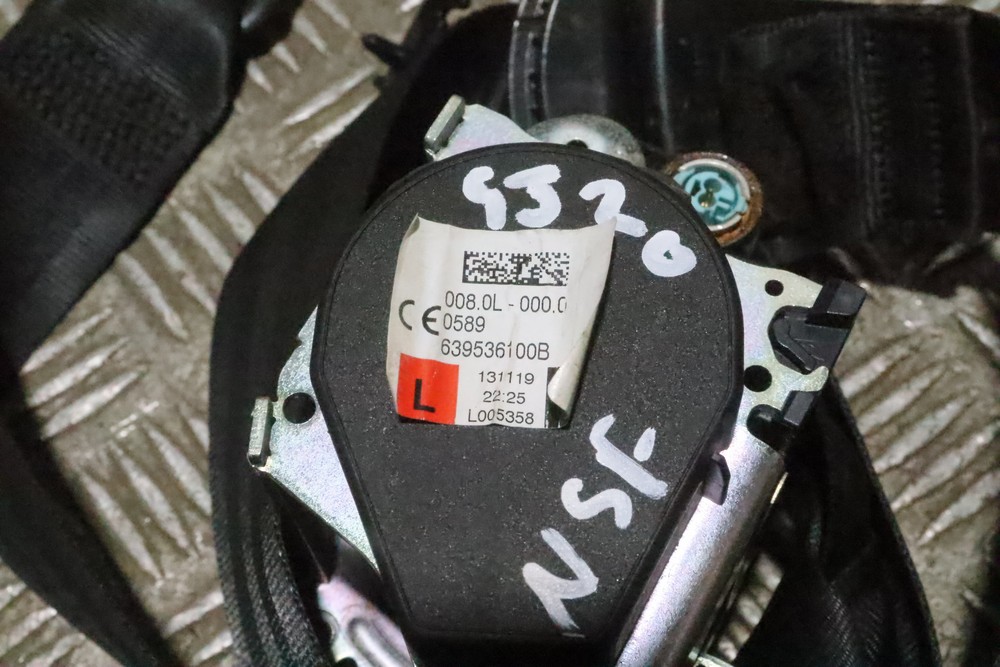 9320
008.0L - 000.0
CE 0589
639536100B
L
131119
22:25
L005358
NSF